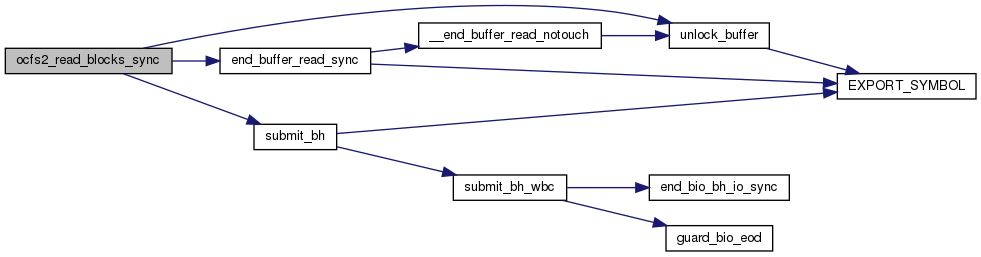 ocfs2_read_blocks_sync
end_buffer_read_sync
__end_buffer_read_notouch
unlock_buffer
EXPORT_SYMBOL
submit_bh
submit_bh_wbc
end_bio_bh_io_sync
guard_bio_eod